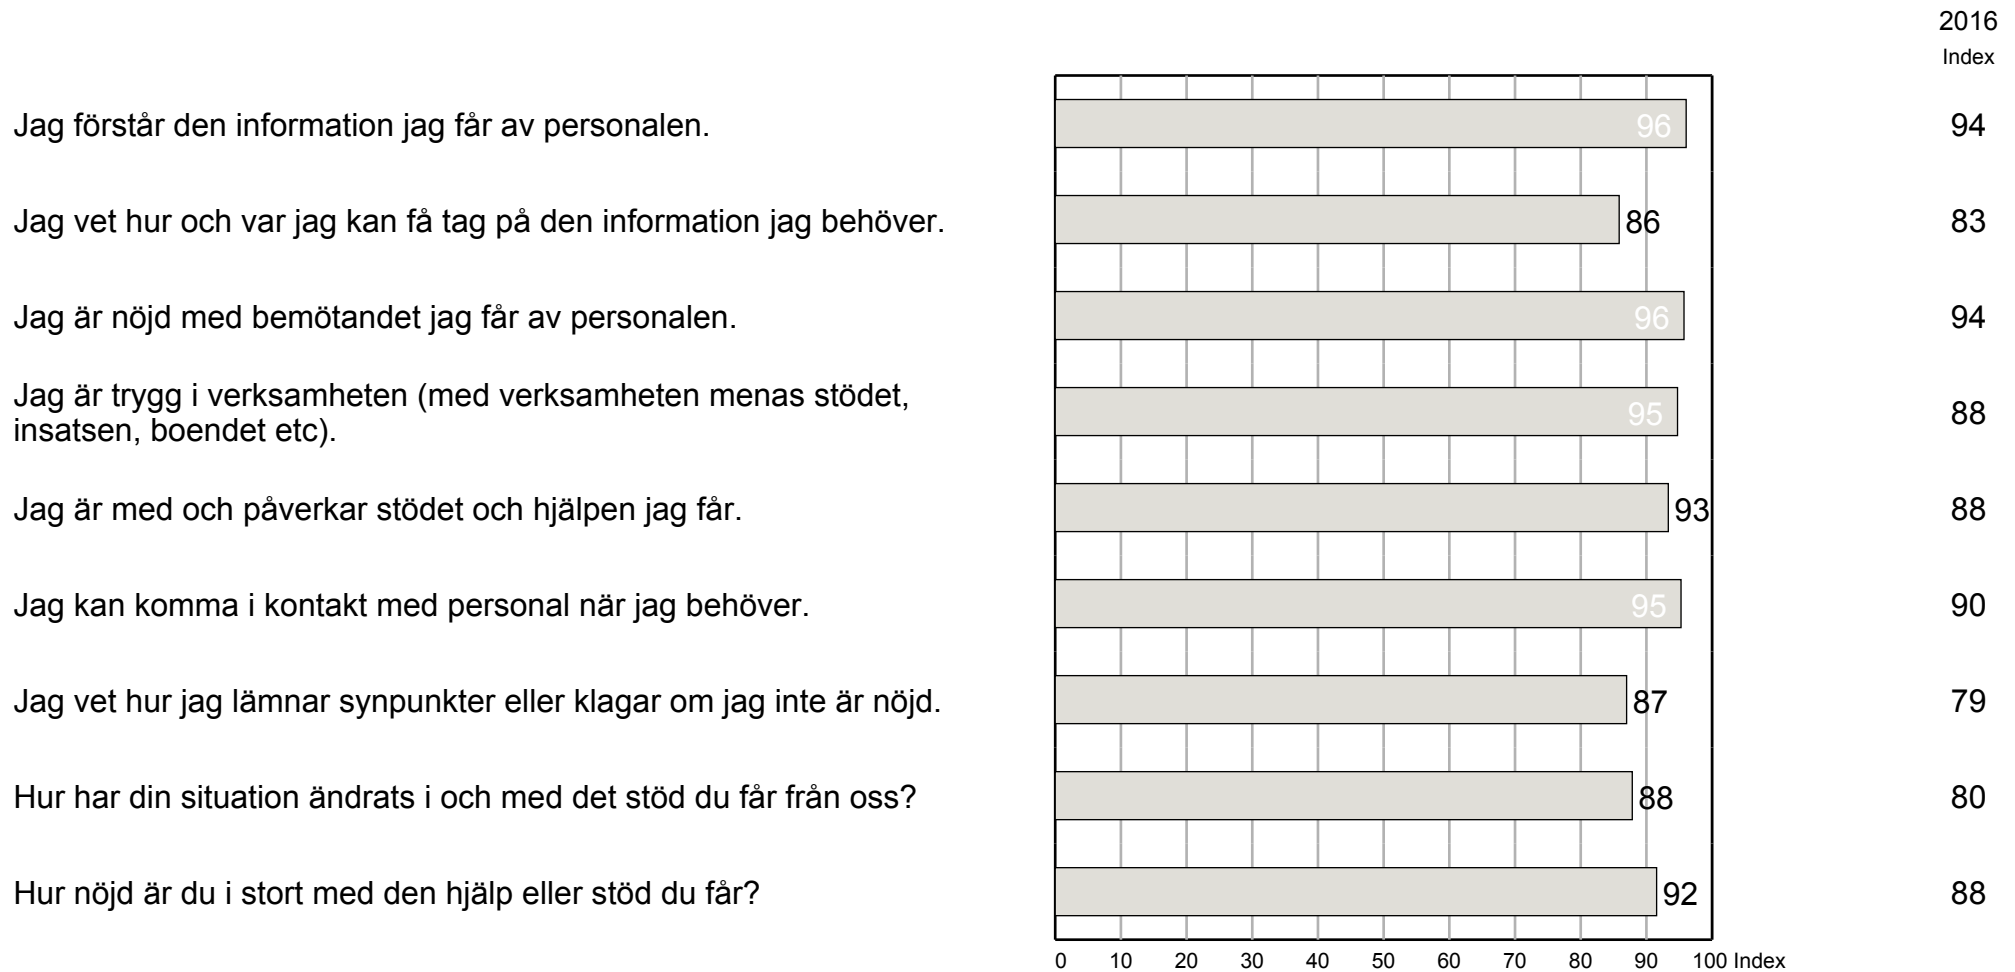 2016
Index
Jag förstår den information jag får av personalen. 96 94
Jag vet hur och var jag kan få tag på den information jag behöver. 86 83
Jag är nöjd med bemötandet jag får av personalen. 96 94
Jag är trygg i verksamheten (med verksamheten menas stödet,
insatsen, boendet etc). 95 88
Jag är med och påverkar stödet och hjälpen jag får. 93 88
Jag kan komma i kontakt med personal när jag behöver. 95 90
Jag vet hur jag lämnar synpunkter eller klagar om jag inte är nöjd. 87 79
Hur har din situation ändrats i och med det stöd du får från oss? 88 80
Hur nöjd är du i stort med den hjälp eller stöd du får? 92 88
0 10 20 30 40 50 60 70 80 90 100 Index